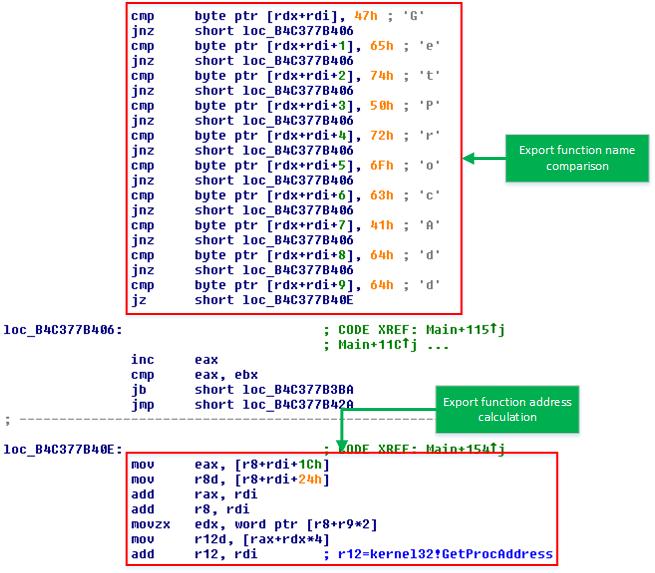 cmp byte ptr [rdx+rdi], 47h ; 'G'
jnz short loc_B4C377B406
cmp byte ptr [rdx+rdi+1], 65h ; 'e'
jnz short loc_B4C377B406
cmp byte ptr [rdx+rdi+2], 74h ; 't'
jnz short loc_B4C377B406
cmp byte ptr [rdx+rdi+3], 50h ; 'P'
jnz short loc_B4C377B406
cmp byte ptr [rdx+rdi+4], 72h ; 'r'
jnz short loc_B4C377B406
cmp byte ptr [rdx+rdi+5], 6Fh ; 'o'
jnz short loc_B4C377B406
cmp byte ptr [rdx+rdi+6], 63h ; 'c'
jnz short loc_B4C377B406
cmp byte ptr [rdx+rdi+7], 41h ; 'A'
jnz short loc_B4C377B406
cmp byte ptr [rdx+rdi+8], 64h ; 'd'
jnz short loc_B4C377B406
cmp byte ptr [rdx+rdi+9], 64h ; 'd'
jz short loc_B4C377B40E
Export function name
comparison
loc_B4C377B406: ; CODE XREF: Main+115↑j
; Main+11C↑j ...
inc eax
cmp eax, ebx
jb short loc_B4C377B3BA
jmp short loc_B4C377B42A
; ---------------------------------------------------------------------------
Export function address
calculation
loc_B4C377B40E: ; CODE XREF: Main+154↑j
mov eax, [r8+rdi+1Ch]
mov r8d, [r8+rdi+24h]
add rax, rdi
add r8, rdi
movzx edx, word ptr [r8+r9*2]
mov r12d, [rax+rdx*4]
add r12, rdi ; r12=kernel32!GetProcAddress